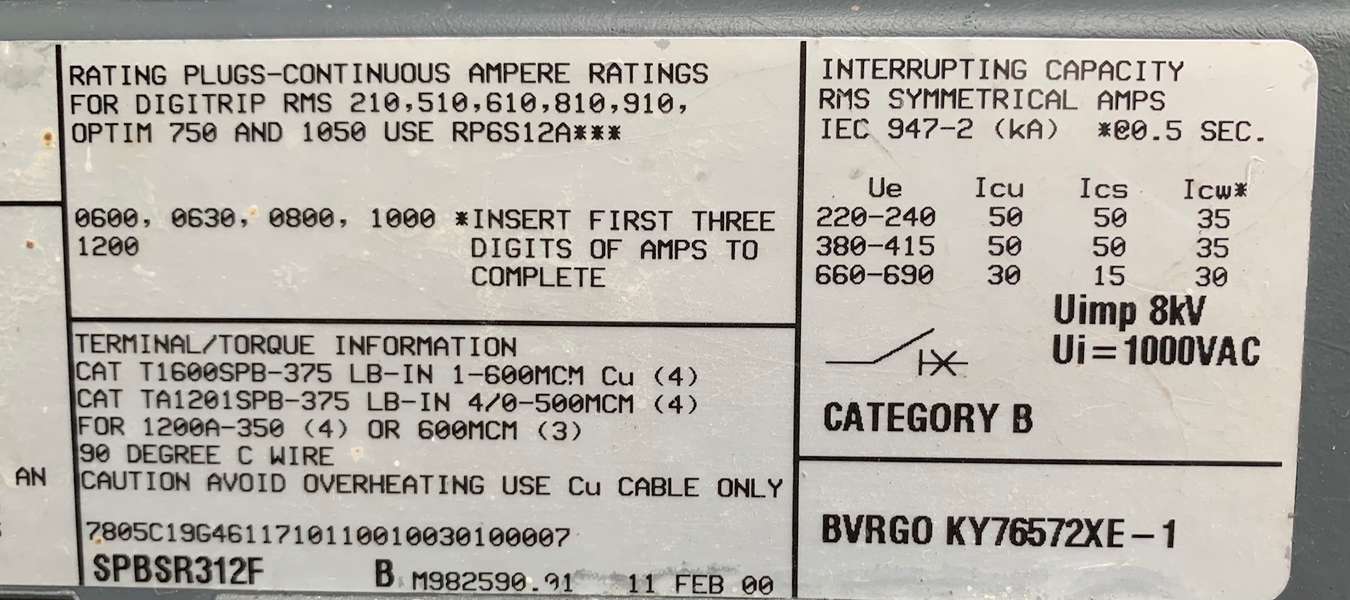 RATING PLUGS-CONTINUOUS AMPERE RATINGS
FOR DIGITRIP RMS 210,510,610,810,910,
OPTIM 750 AND 1050 USE RP6S12A***
0600, 0630, 0800, 1000 *INSERT FIRST THREE
1200 DIGITS OF AMPS TO
COMPLETE
TERMINAL/TORQUE INFORMATION
CAT T1600SPB-375 LB-IN 1-600MCM Cu (4)
CAT TA1201SPB-375 LB-IN 4/0-500MCM (4)
FOR 1200A-350 (4) OR 600MCM (3)
90 DEGREE C WIRE
CAUTION AVOID OVERHEATING USE Cu CABLE ONLY
7805C19G4611710110010030100007
SPBSR312F B M982590.91 11 FEB 00
AN
INTERRUPTING CAPACITY
RMS SYMMETRICAL AMPS
IEC 947-2 (kA) *@0.5 SEC.
Ue Icu Ics Icw*
220-240 50 50 35
380-415 50 50 35
660-690 30 15 30
Uimp 8kV
Ui=1000VAC
CATEGORY B
BVRGO KY76572XE-1